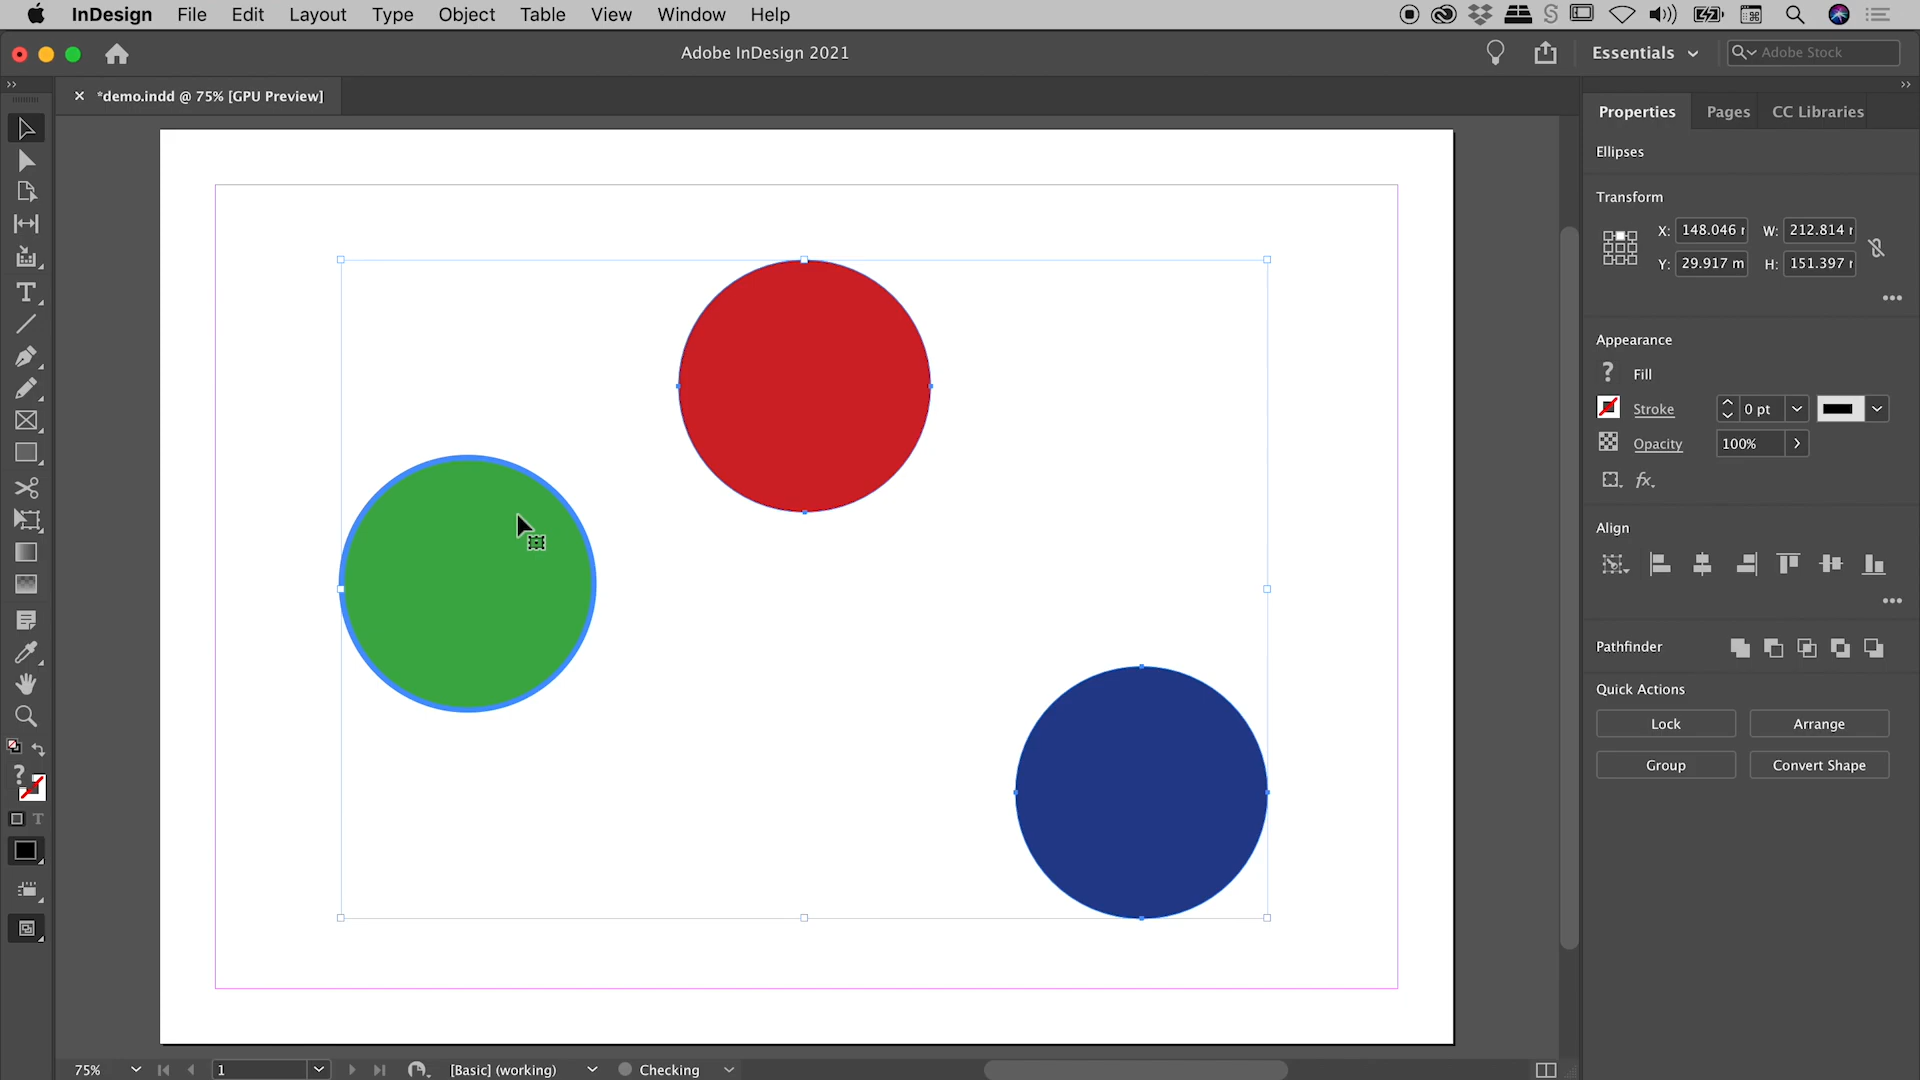 InDesign File Edit Layout Type Object Table View Window Help
Adobe InDesign 2021
Essentials
Adobe Stock
*demo.indd @ 75% [GPU Preview]
Properties Pages CC Libraries
Ellipses
Transform
X: 148.046 W: 212.814
Y: 29.917 m H: 151.397
Appearance
? Fill
Stroke 0 pt
Opacity 100%
fx
Align
Pathfinder
Quick Actions
Lock Arrange
Group Convert Shape
T
?
T
75% 1 [Basic] (working) Checking